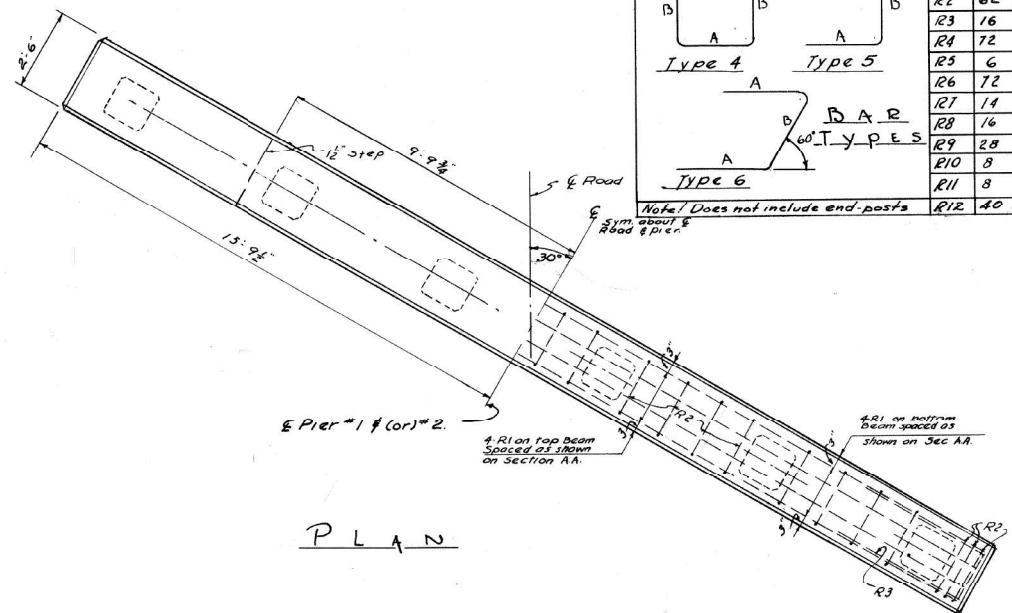 2'-6"
1½" step
9'-9¾"
15'-9½"
℄ Road
℄
Sym. about ℄
Road & pier.
30°
℄ Pier #1 & (or) #2.
4-R1 on top Beam
Spaced as shown
on Section AA.
R2
3"
3"
4-R1 on bottom
Beam spaced as
shown on Sec AA.
3"
3"
R2
R3
PLAN
B
B
A
Type 4
B
A
Type 5
A
B
60°
A
Type 6
BAR
TYPES
Note! Does not include end-posts
R3 16
R4 72
R5 6
R6 72
R7 14
R8 16
R9 28
R10 8
R11 8
R12 40